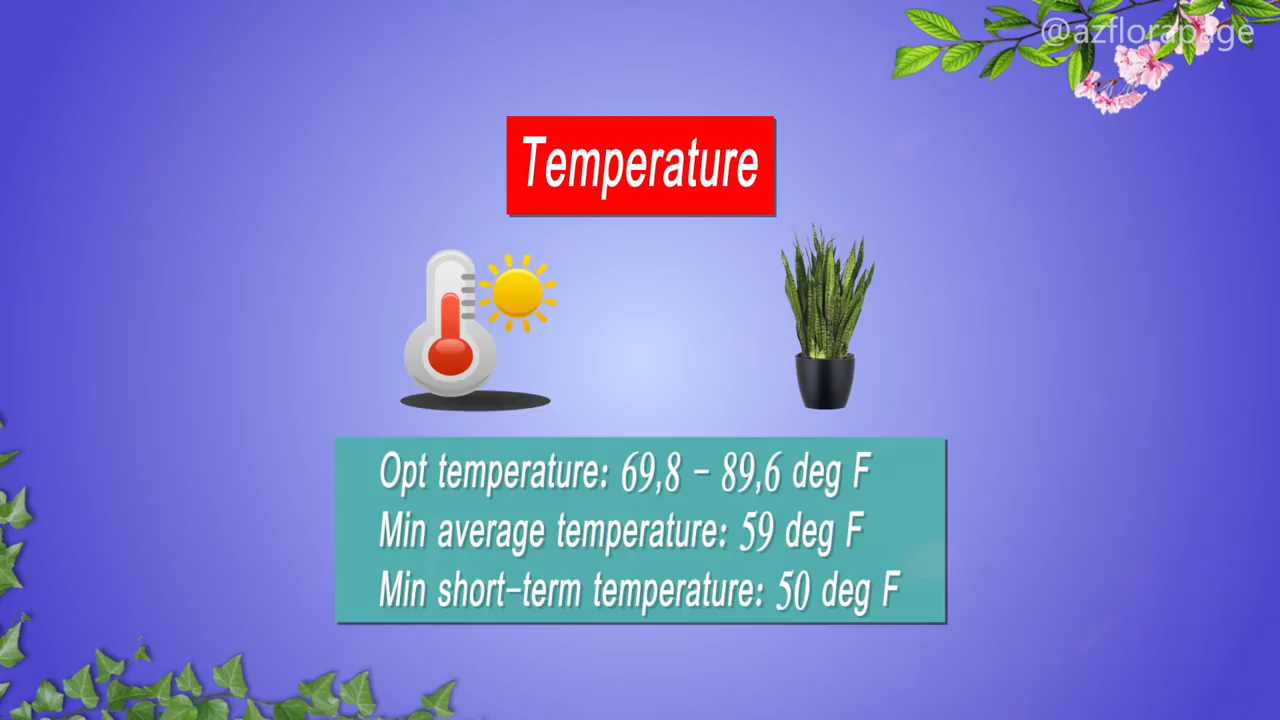 @azflorapage
Temperature
Opt temperature: 69,8 - 89,6 deg F
Min average temperature: 59 deg F
Min short-term temperature: 50 deg F